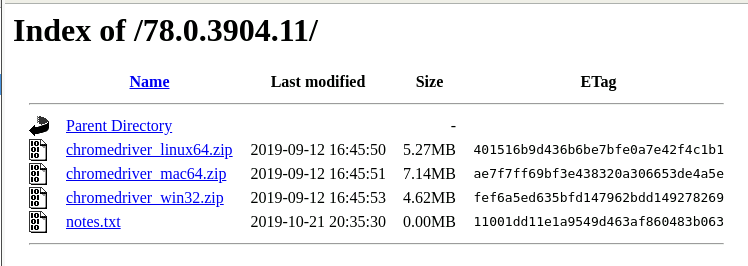 Index of /78.0.3904.11/
Name Last modified Size ETag
Parent Directory -
chromedriver_linux64.zip 2019-09-12 16:45:50 5.27MB 401516b9d436b6be7bfe0a7e42f4c1b1
chromedriver_mac64.zip 2019-09-12 16:45:51 7.14MB ae7f7ff69bf3e438320a306653de4a5e
chromedriver_win32.zip 2019-09-12 16:45:53 4.62MB fef6a5ed635bfd147962bdd149278269
notes.txt 2019-10-21 20:35:30 0.00MB 11001dd11e1a9549d463af860483b063